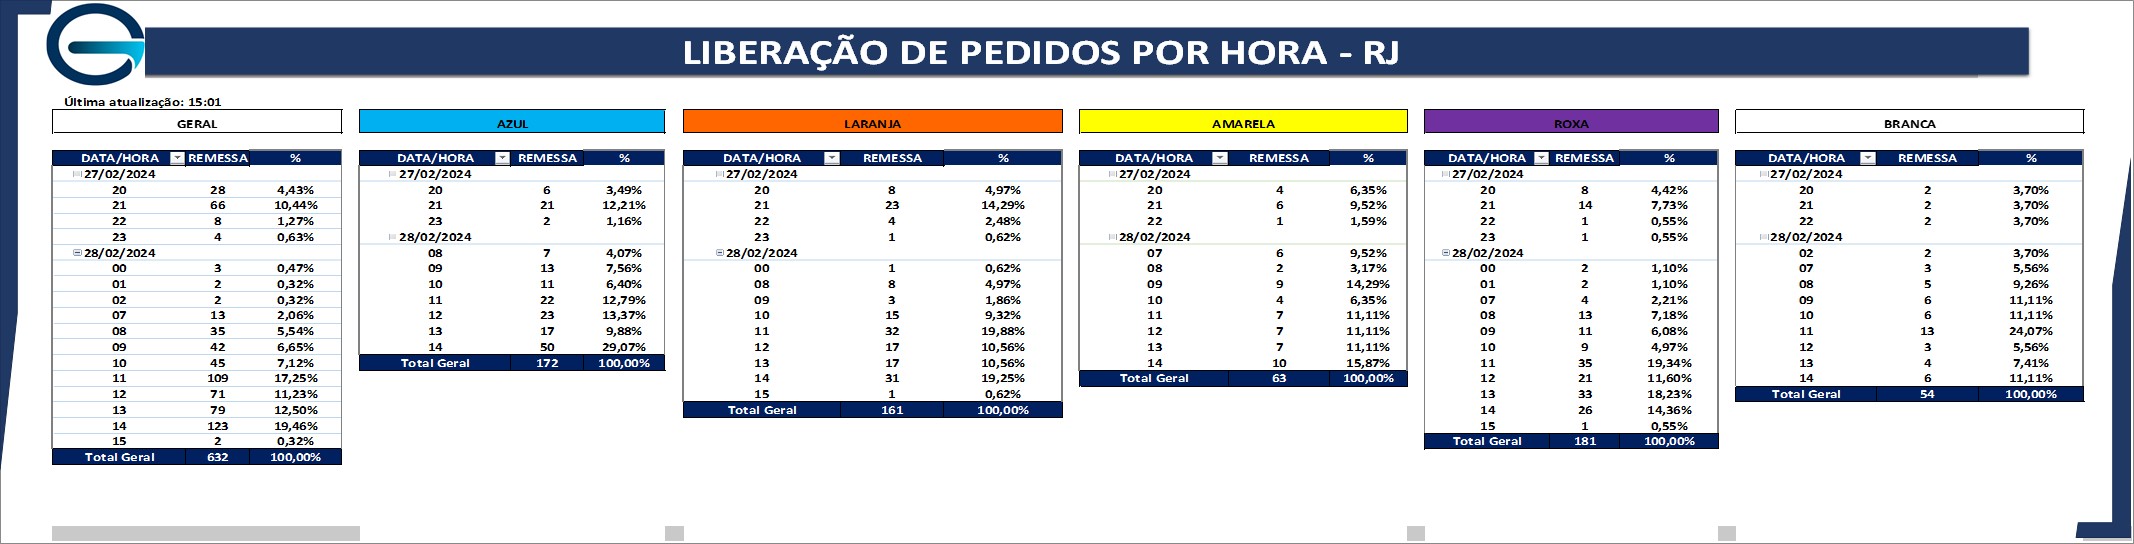 LIBERAÇÃO DE PEDIDOS POR HORA - RJ
Última atualização: 15:01
GERAL
DATA/HORA REMESSA %
27/02/2024
20 28 4,43%
21 66 10,44%
22 8 1,27%
23 4 0,63%
28/02/2024
00 3 0,47%
01 2 0,32%
02 2 0,32%
07 13 2,06%
08 35 5,54%
09 42 6,65%
10 45 7,12%
11 109 17,25%
12 71 11,23%
13 79 12,50%
14 123 19,46%
15 2 0,32%
Total Geral 632 100,00%
AZUL
DATA/HORA REMESSA %
27/02/2024
20 6 3,49%
21 21 12,21%
23 2 1,16%
28/02/2024
08 7 4,07%
09 13 7,56%
10 11 6,40%
11 22 12,79%
12 23 13,37%
13 17 9,88%
14 50 29,07%
Total Geral 172 100,00%
LARANJA
DATA/HORA REMESSA %
27/02/2024
20 8 4,97%
21 23 14,29%
22 4 2,48%
23 1 0,62%
28/02/2024
00 1 0,62%
08 8 4,97%
09 3 1,86%
10 15 9,32%
11 32 19,88%
12 17 10,56%
13 17 10,56%
14 31 19,25%
15 1 0,62%
Total Geral 161 100,00%
AMARELA
DATA/HORA REMESSA %
27/02/2024
20 4 6,35%
21 6 9,52%
22 1 1,59%
28/02/2024
07 6 9,52%
08 2 3,17%
09 9 14,29%
10 4 6,35%
11 7 11,11%
12 7 11,11%
13 7 11,11%
14 10 15,87%
Total Geral 63 100,00%
ROXA
DATA/HORA REMESSA %
27/02/2024
20 8 4,42%
21 14 7,73%
22 1 0,55%
23 1 0,55%
28/02/2024
00 2 1,10%
01 2 1,10%
07 4 2,21%
08 13 7,18%
09 11 6,08%
10 9 4,97%
11 35 19,34%
12 21 11,60%
13 33 18,23%
14 26 14,36%
15 1 0,55%
Total Geral 181 100,00%
BRANCA
DATA/HORA REMESSA %
27/02/2024
20 2 3,70%
21 2 3,70%
22 2 3,70%
28/02/2024
02 2 3,70%
07 3 5,56%
08 5 9,26%
09 6 11,11%
10 6 11,11%
11 13 24,07%
12 3 5,56%
13 4 7,41%
14 6 11,11%
Total Geral 54 100,00%